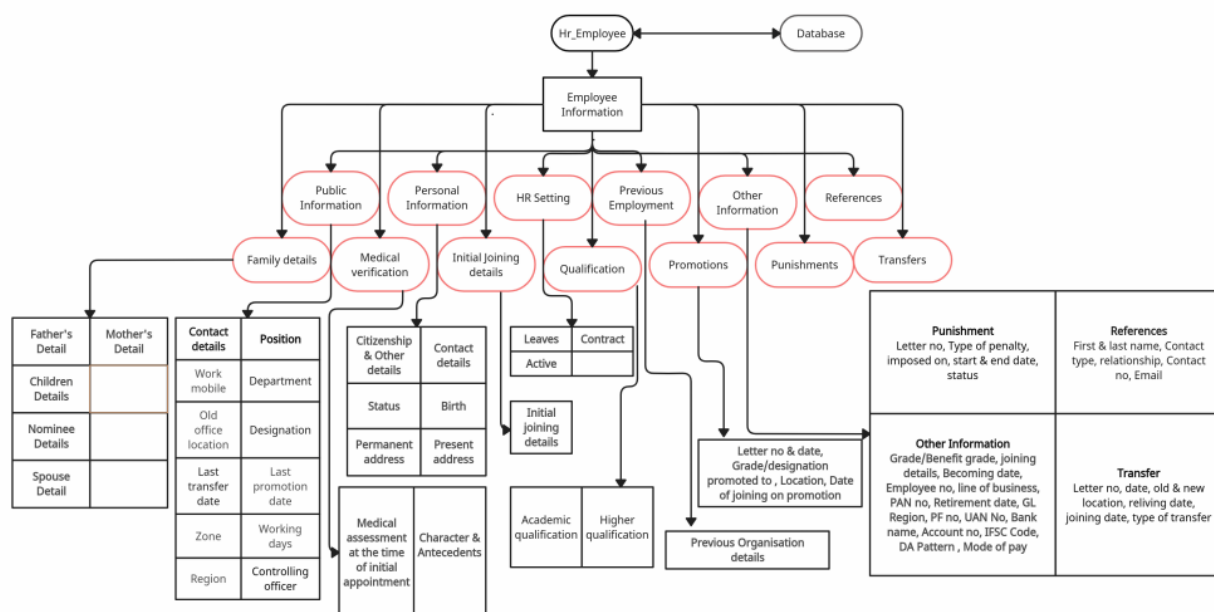 Hr_Employee
Database
Employee
Information
Public
Information
Personal
Information
HR Setting
Previous
Employment
Other
Information
References
Family details
Medical
verification
Initial Joining
details
Qualification
Promotions
Punishments
Transfers
Father's
Detail
Mother's
Detail
Children
Details
Nominee
Details
Spouse
Detail
Contact
details
Position
Work
mobile
Department
Old
office
location
Designation
Last
transfer
date
Last
promotion
date
Zone
Working
days
Region
Controlling
officer
Citizenship
& Other
details
Contact
details
Status
Birth
Permanent
address
Present
address
Medical
assessment
at the time
of initial
appointment
Character &
Antecedents
Leaves
Contract
Active
Initial
joining
details
Academic
qualification
Higher
qualification
Letter no & date,
Grade/designation
promoted to , Location, Date
of joining on promotion
Previous Organisation
details
Punishment
Letter no, Type of penalty,
imposed on, start & end date,
status
References
First & last name, Contact
type, relationship, Contact
no, Email
Other Information
Grade/Benefit grade, joining
details, Becoming date,
Employee no, line of business,
PAN no, Retirement date, GL
Region, PF no, UAN No, Bank
name, Account no, IFSC Code,
DA Pattern , Mode of pay
Transfer
Letter no, date, old & new
location, reliving date,
joining date, type of transfer